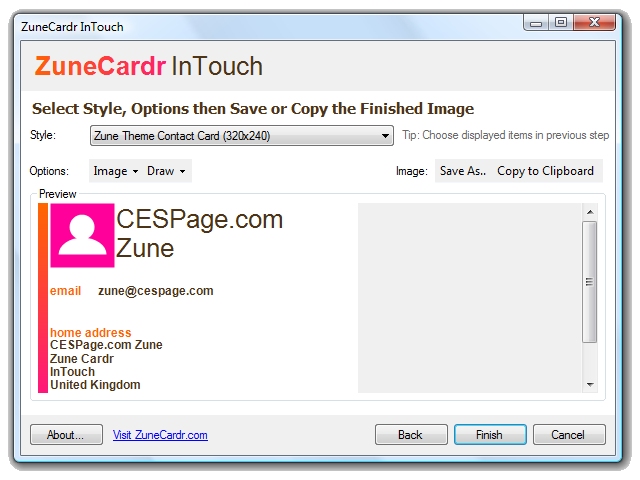 ZuneCardr InTouch
ZuneCardr InTouch
Select Style, Options then Save or Copy the Finished Image
Style: Zune Theme Contact Card (320x240) Tip: Choose displayed items in previous step
Options: Image Draw Image: Save As.. Copy to Clipboard
Preview
CESPage.com
Zune
email zune@cespage.com
home address
CESPage.com Zune
Zune Cardr
InTouch
United Kingdom
About... Visit ZuneCardr.com Back Finish Cancel